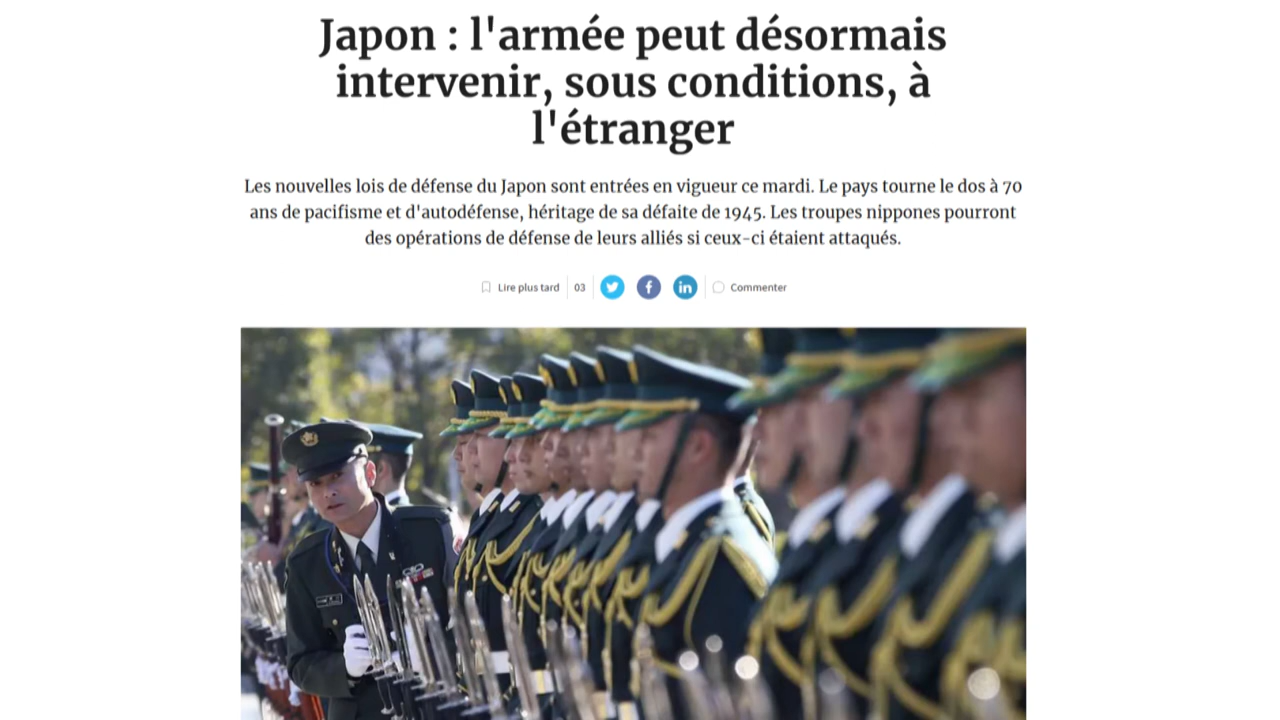 Japon : l'armée peut désormais
intervenir, sous conditions, à
l'étranger
Les nouvelles lois de défense du Japon sont entrées en vigueur ce mardi. Le pays tourne le dos à 70
ans de pacifisme et d'autodéfense, héritage de sa défaite de 1945. Les troupes nippones pourront
des opérations de défense de leurs alliés si ceux-ci étaient attaqués.
Lire plus tard 03 Commenter